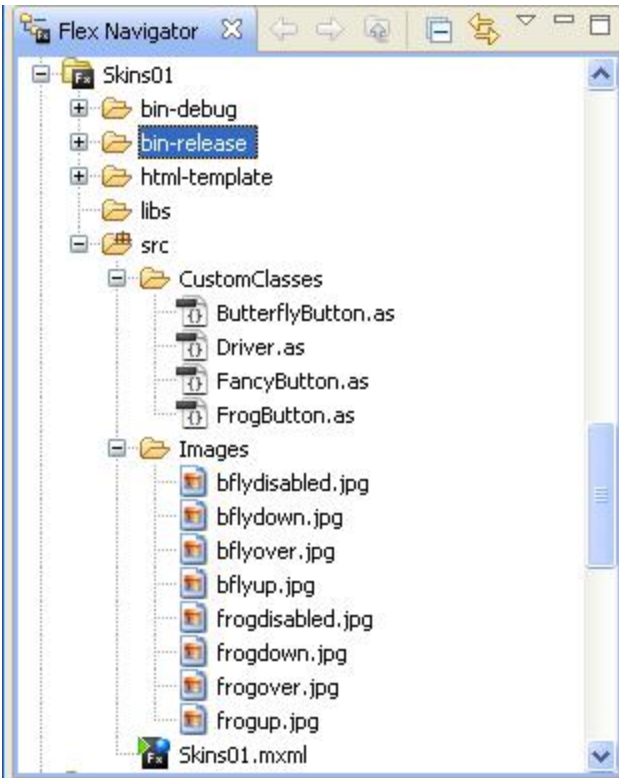 Flex Navigator
Skins01
bin-debug
bin-release
html-template
libs
src
CustomClasses
ButterflyButton.as
Driver.as
FancyButton.as
FrogButton.as
Images
bflydisabled.jpg
bflydown.jpg
bflyover.jpg
bflyup.jpg
frogdisabled.jpg
frogdown.jpg
frogover.jpg
frogup.jpg
Skins01.mxml